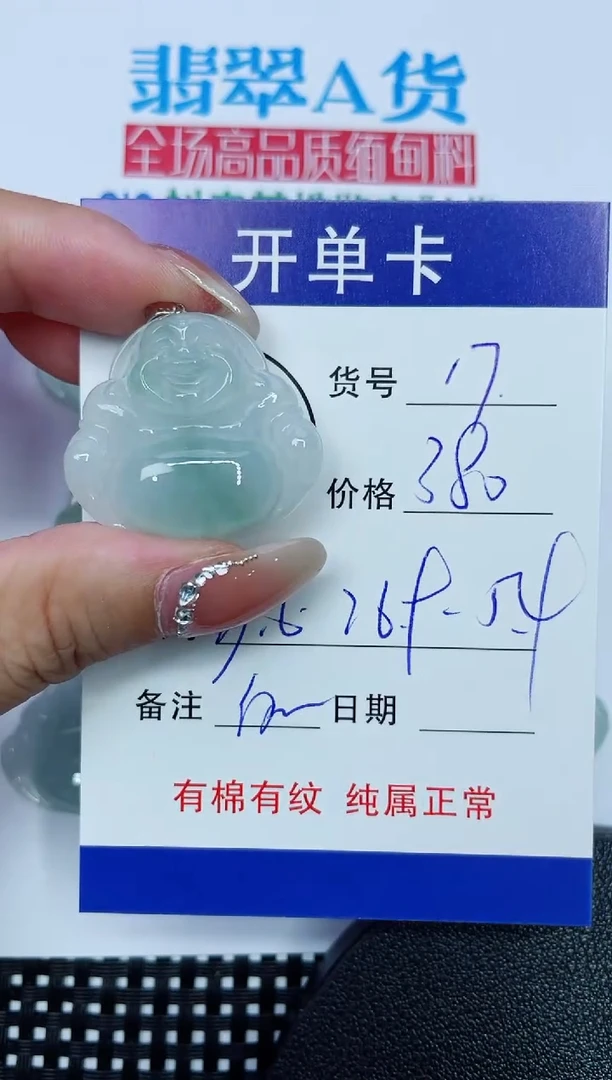 翡翠A货
全场高品质缅甸料
开单卡
货号 17
价格 380
备注 日期
有棉有纹 纯属正常